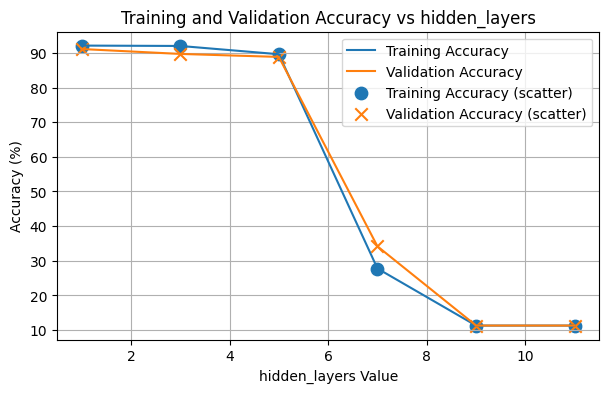 Training and Validation Accuracy vs hidden_layers
Training Accuracy
Validation Accuracy
Training Accuracy (scatter)
Validation Accuracy (scatter)
Accuracy (%)
90
80
70
60
50
40
30
20
10
2 4 6 8 10
hidden_layers Value